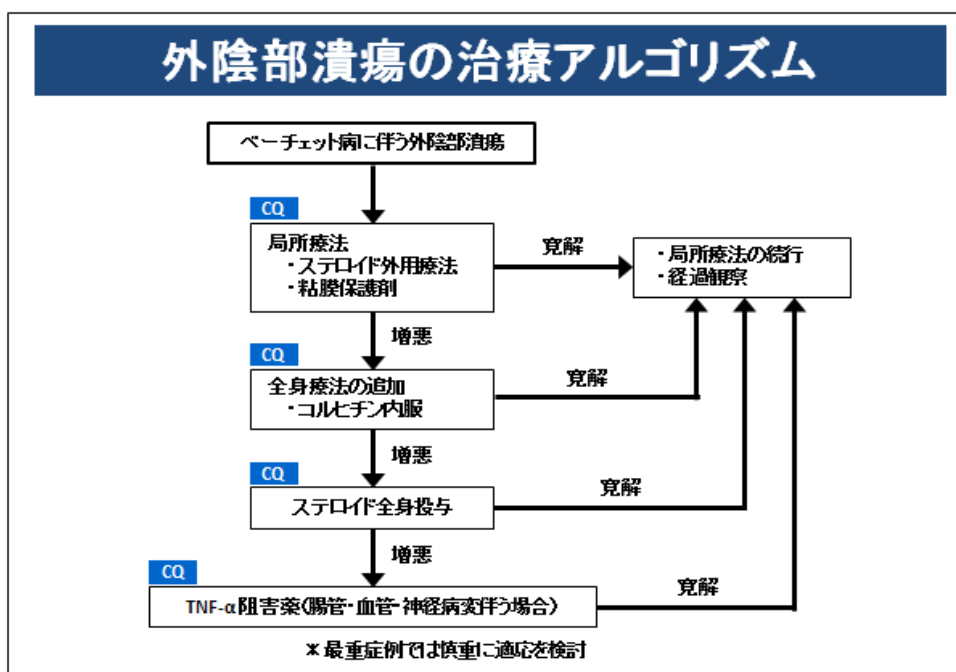 外陰部潰瘍の治療アルゴリズム
ベーチェット病に伴う外陰部潰瘍
CQ
局所療法
・ステロイド外用療法
・粘膜保護剤
寛解
・局所療法の続行
・経過観察
増悪
CQ
全身療法の追加
・コルヒチン内服
寛解
増悪
CQ
ステロイド全身投与
寛解
増悪
CQ
TNF-α阻害薬(腸管・血管・神経病変伴う場合)
寛解
※最重症例では慎重に適応を検討